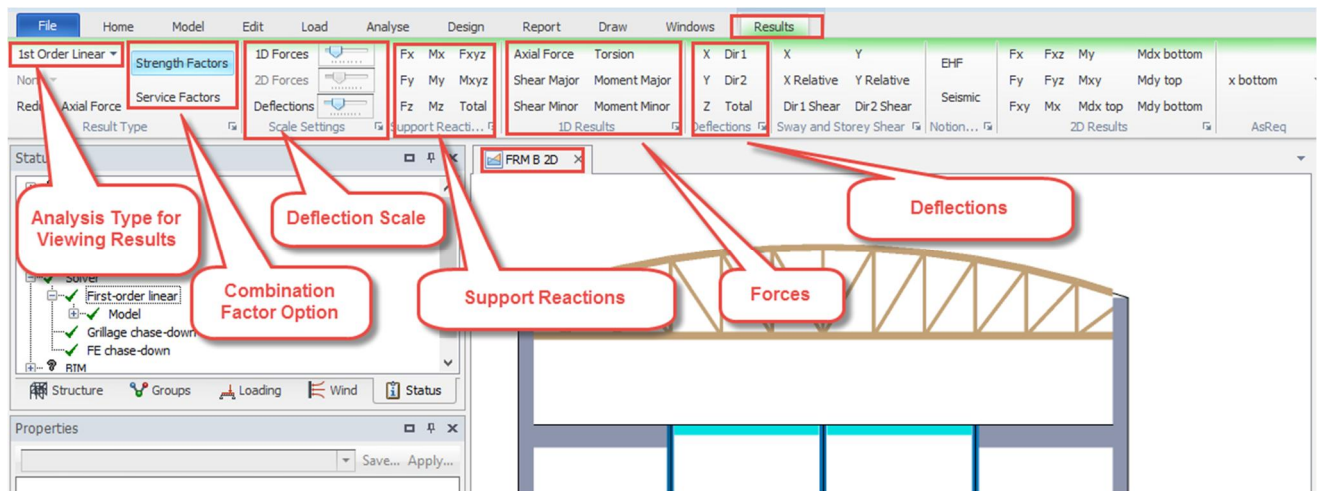 File Home Model Edit Load Analyse Design Report Draw Windows Results
1st Order Linear Strength Factors 1D Forces Fx Mx Fxyz Axial Force Torsion X Dir1 X Y EHF Fx Fxz My Mdx bottom
2D Forces Fy My Mxyz Shear Major Moment Major Y Dir2 X Relative Y Relative Fy Fyz Mxy Mdy top x bottom
Axial Force Service Factors Deflections Fz Mz Total Shear Minor Moment Minor Z Total Dir1 Shear Dir2 Shear Seismic Fxy Mx Mdx top Mdy bottom
Result Type Scale Settings Support Reacti... 1D Results Deflections Sway and Storey Shear Notion... 2D Results AsReq
FRM B 2D
Analysis Type for
Viewing Results
Deflection Scale
Deflections
Combination
Factor Option
Support Reactions
Forces
Solver
First-order linear
Model
Grillage chase-down
FE chase-down
BIM
Structure Groups Loading Wind Status
Properties
Save... Apply...